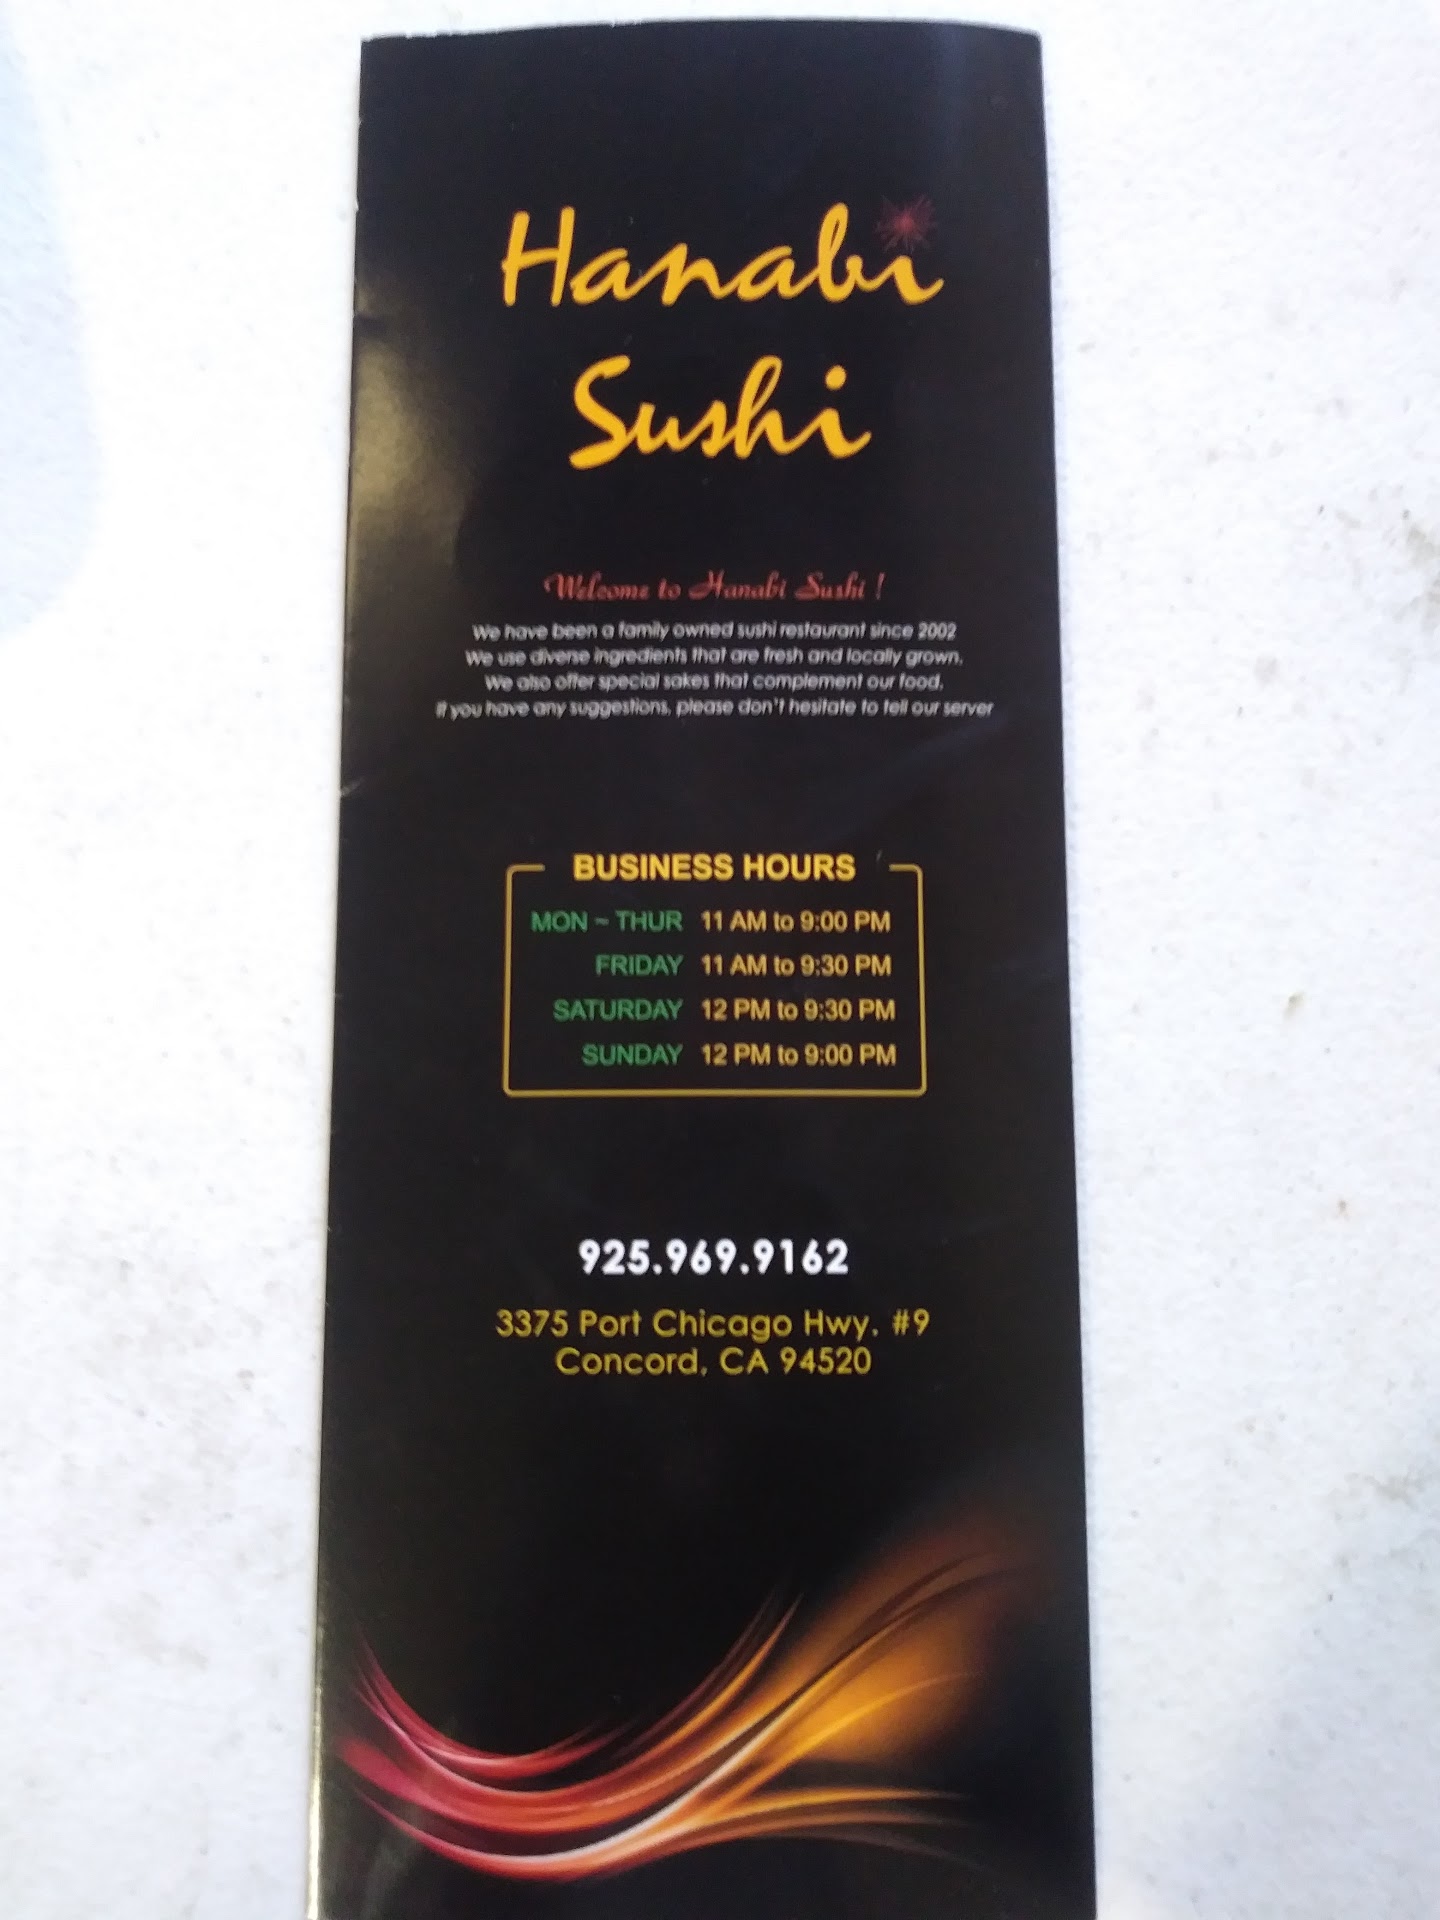 Hanabi
Sushi
Welcome to Hanabi Sushi !
We have been a family owned sushi restaurant since 2002
We use diverse ingredients that are fresh and locally grown.
We also offer special sakes that complement our food.
If you have any suggestions, please don't hesitate to tell our server
BUSINESS HOURS
MON ~ THUR 11 AM to 9:00 PM
FRIDAY 11 AM to 9:30 PM
SATURDAY 12 PM to 9:30 PM
SUNDAY 12 PM to 9:00 PM
925.969.9162
3375 Port Chicago Hwy. #9
Concord, CA 94520